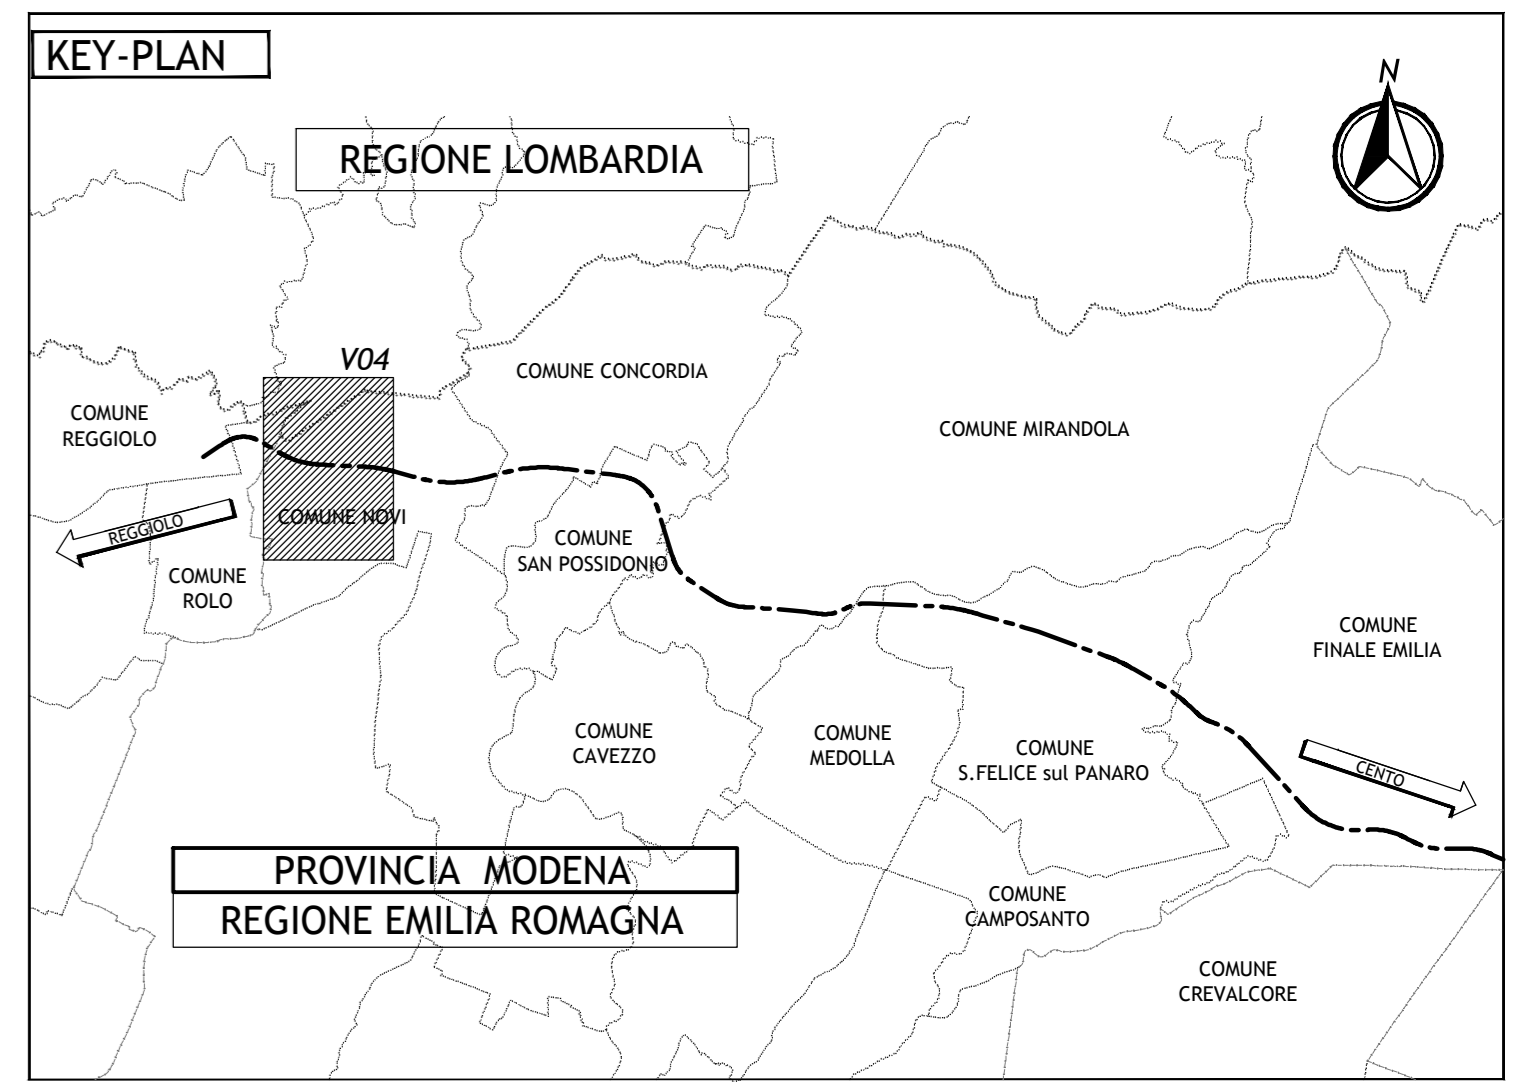 KEY-PLAN
N
REGIONE LOMBARDIA
V04
COMUNE CONCORDIA
COMUNE
REGGIOLO
COMUNE MIRANDOLA
COMUNE NOVI
REGGIOLO
COMUNE
SAN POSSIDONIO
COMUNE
ROLO
COMUNE
FINALE EMILIA
COMUNE
CAVEZZO
COMUNE
MEDOLLA
COMUNE
S.FELICE sul PANARO
CENTO
PROVINCIA MODENA
REGIONE EMILIA ROMAGNA
COMUNE
CAMPOSANTO
COMUNE
CREVALCORE